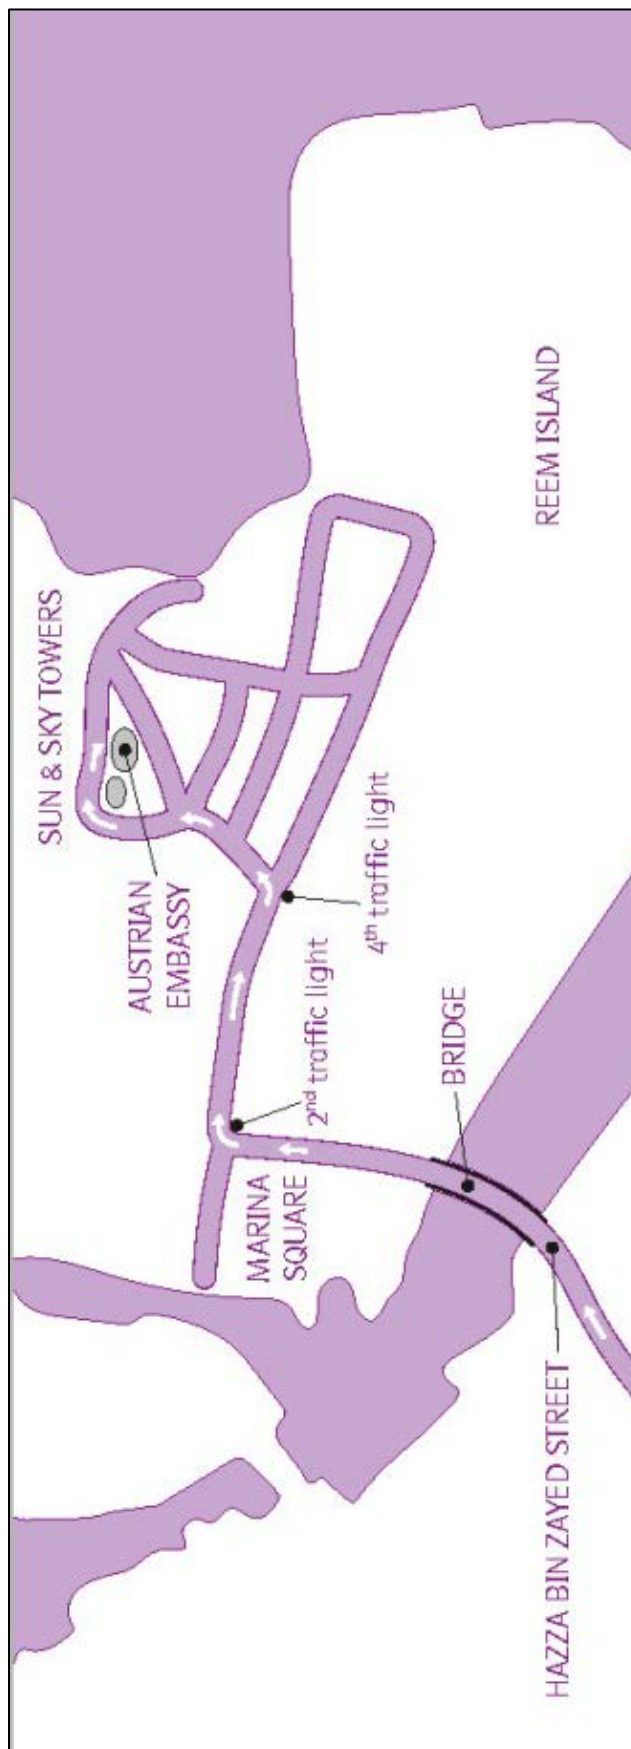 SUN & SKY TOWERS
AUSTRIAN
EMBASSY
REEM ISLAND
4th traffic light
2nd traffic light
MARINA
SQUARE
BRIDGE
HAZZA BIN ZAYED STREET